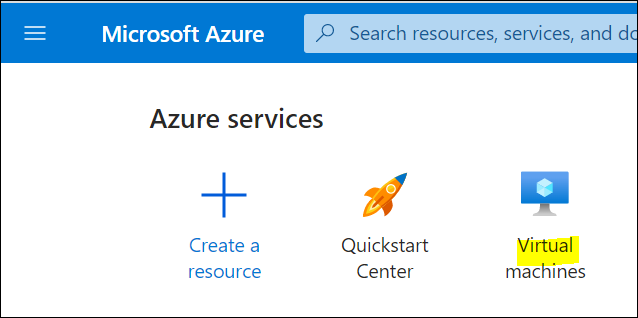 Microsoft Azure
Search resources, services, and do
Azure services
Create a
resource
Quickstart
Center
Virtual
machines